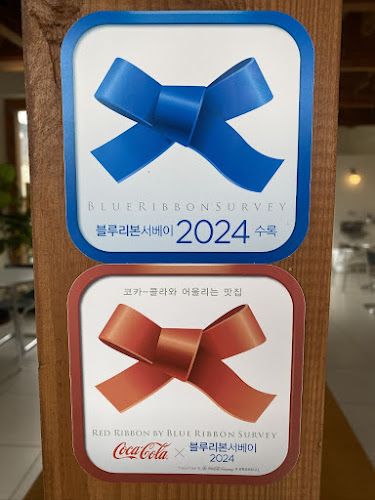 BLUE RIBBON SURVEY
블루리본서베이 2024 수록
코카-콜라와 어울리는 맛집
RED RIBBON BY BLUE RIBBON SURVEY
Coca-Cola × 블루리본서베이
2024